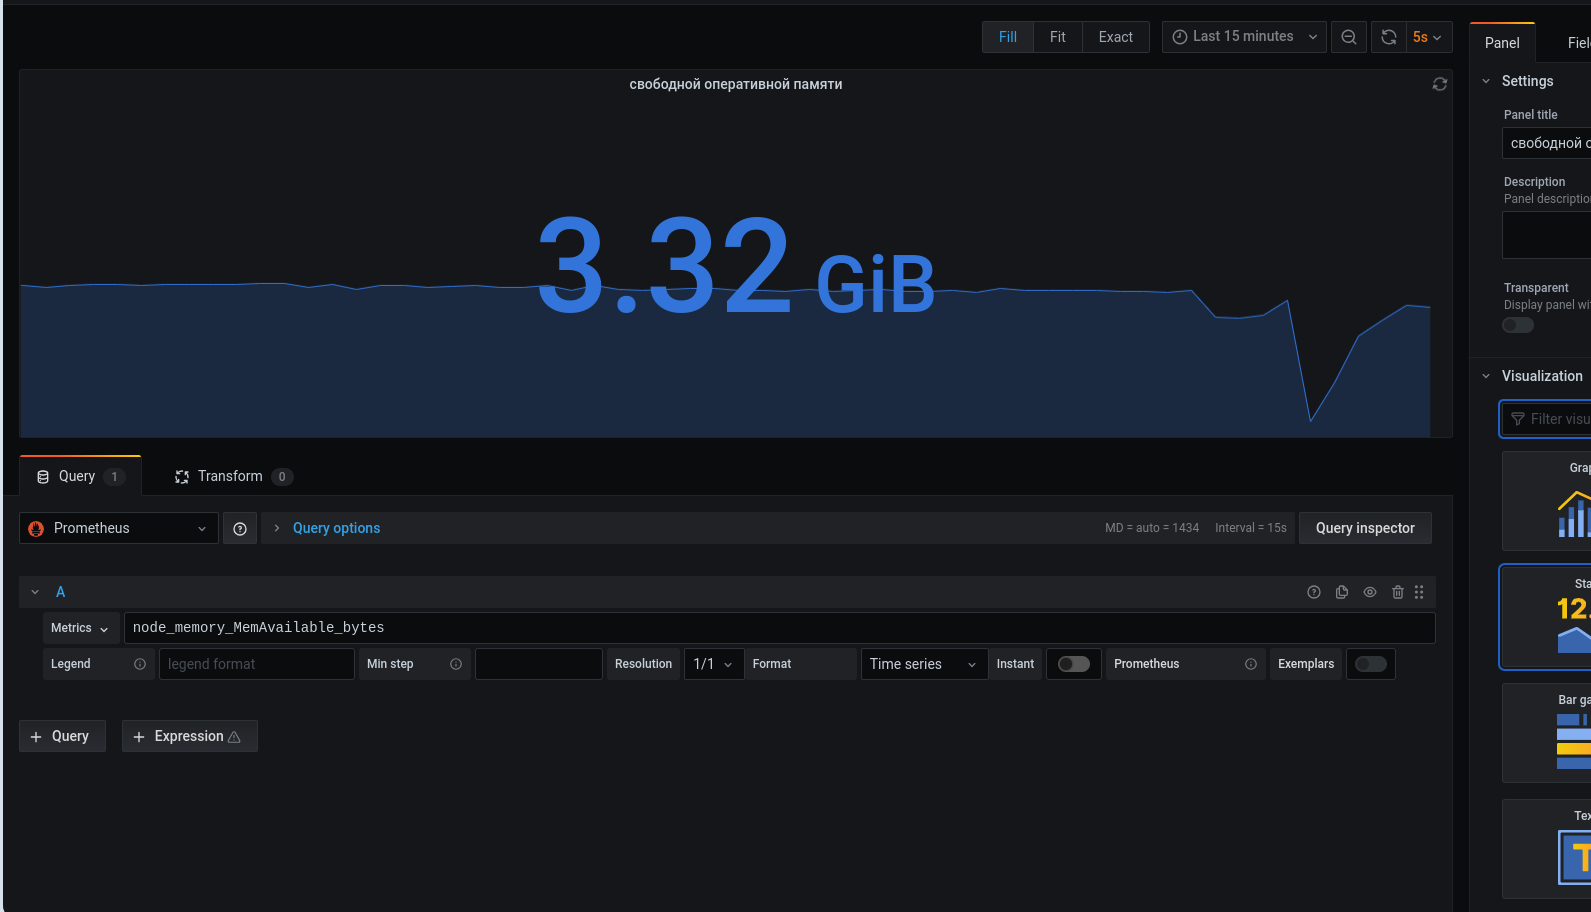 Fill Fit Exact Last 15 minutes 5s
Panel
свободной оперативной памяти
3.32 GiB
Query 1 Transform 0
Prometheus Query options MD = auto = 1434 Interval = 15s Query inspector
A
Metrics node_memory_MemAvailable_bytes
Legend legend format Min step Resolution 1/1 Format Time series Instant Prometheus Exemplars
+ Query + Expression
Settings
Panel title
свободной о
Description
Panel descriptio
Transparent
Display panel wi
Visualization
Filter visu
Gra
Sta
12.
Bar ga
Tex
T